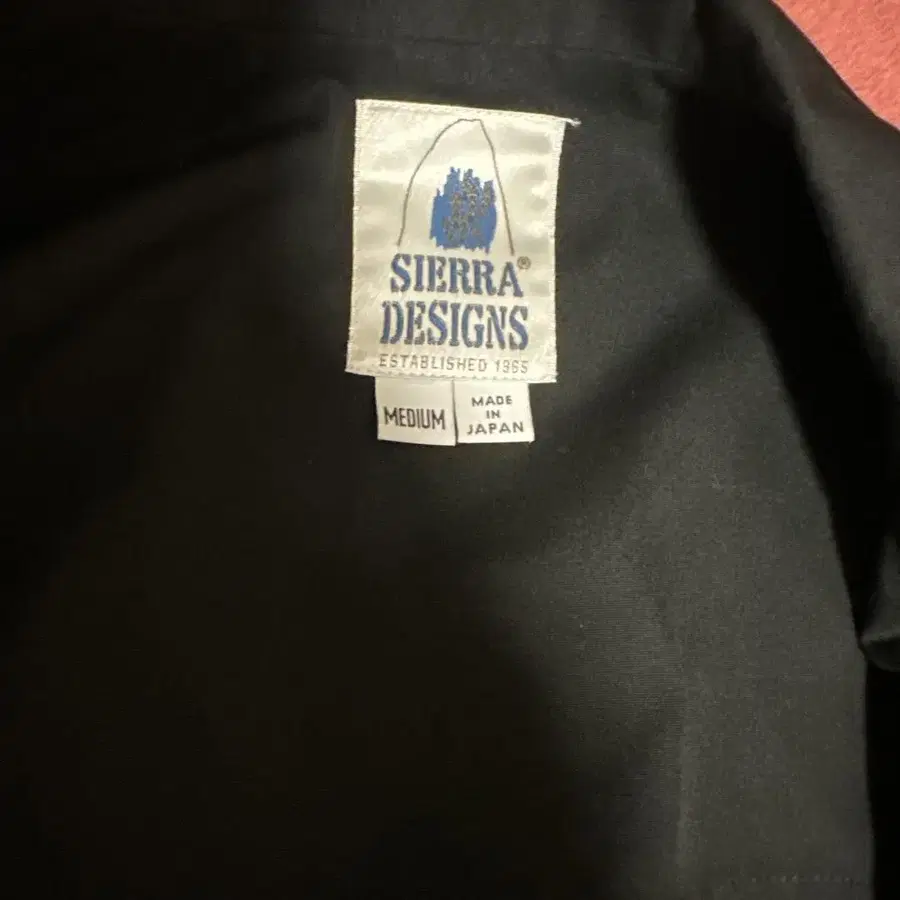 SIERRA®
DESIGNS
ESTABLISHED 1965
MEDIUM
MADE
IN
JAPAN